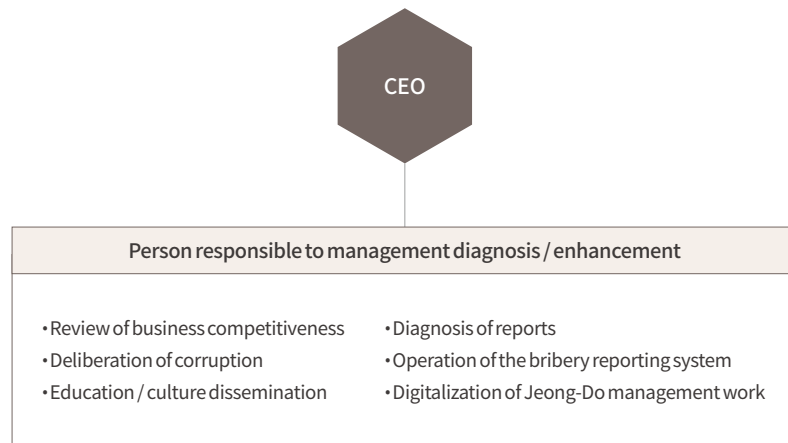 CEO
Person responsible to management diagnosis / enhancement
•Review of business competitiveness
•Deliberation of corruption
•Education / culture dissemination
•Diagnosis of reports
•Operation of the bribery reporting system
•Digitalization of Jeong-Do management work